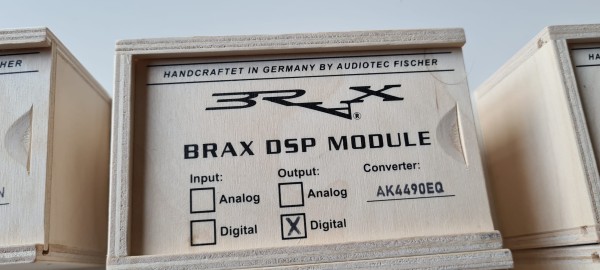 HANDCRAFTET IN GERMANY BY AUDIOTEC FISCHER
BRAX®
BRAX DSP MODULE
Input: Output: Converter:
Analog Analog AK4490EQ
Digital X Digital